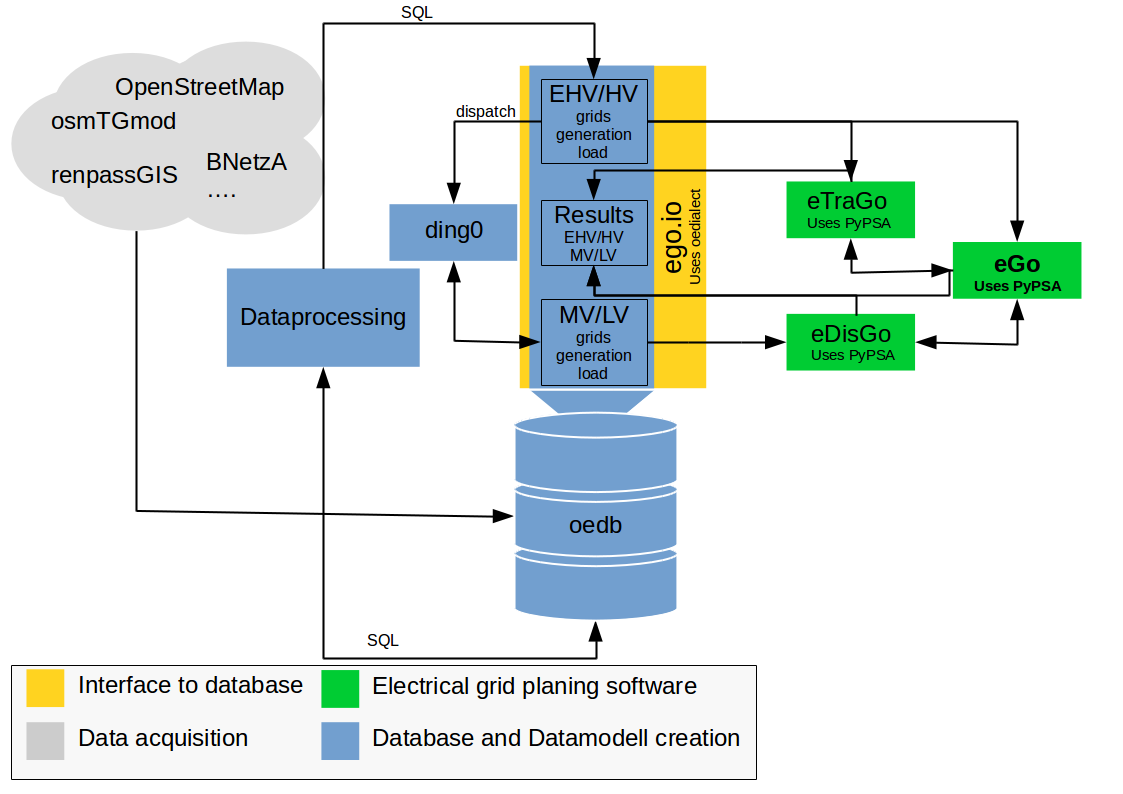 SQL
OpenStreetMap
osmTGmod
renpassGIS
BNetzA
....
dispatch
EHV/HV
grids
generation
load
ding0
Results
EHV/HV
MV/LV
ego.io
Uses oedialect
eTraGo
Uses PyPSA
eGo
Uses PyPSA
Dataprocessing
MV/LV
grids
generation
load
eDisGo
Uses PyPSA
oedb
SQL
Interface to database
Electrical grid planing software
Data acquisition
Database and Datamodell creation